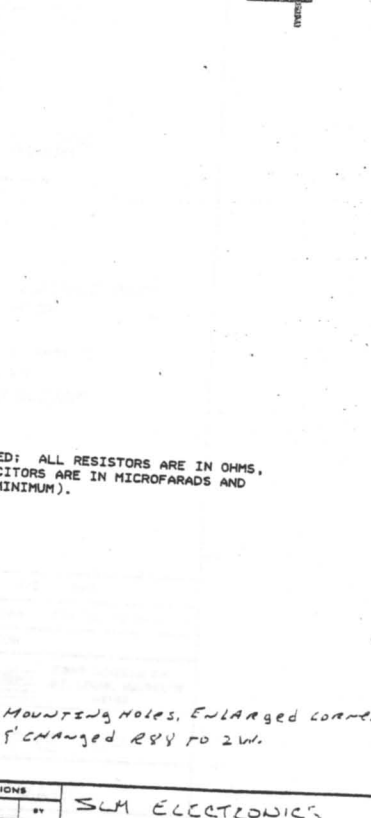 ED; ALL RESISTORS ARE IN OHMS,
CITORS ARE IN MICROFARADS AND
MINIMUM).
MOUNTING HOLES, ENLARGED CORNE
& CHANGED R88 TO 2W.
IONS
BY
SLM ELECTRONICS